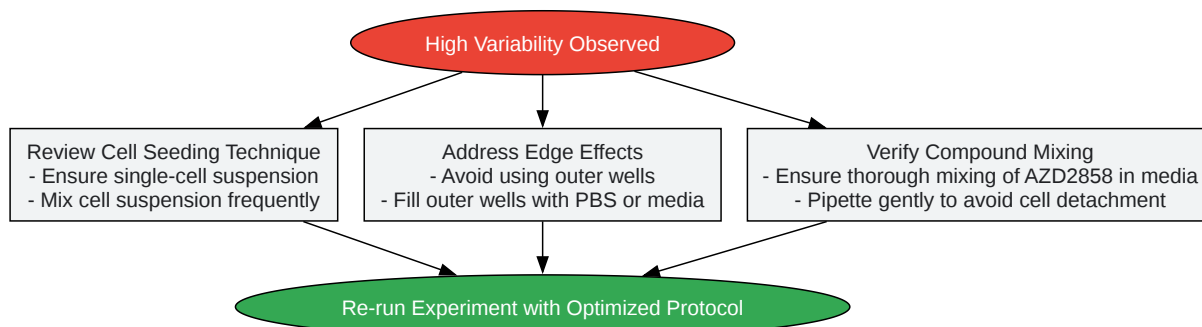 High Variability Observed
Review Cell Seeding Technique
- Ensure single-cell suspension
- Mix cell suspension frequently
Address Edge Effects
- Avoid using outer wells
- Fill outer wells with PBS or media
Verify Compound Mixing
- Ensure thorough mixing of AZD2858 in media
- Pipette gently to avoid cell detachment
Re-run Experiment with Optimized Protocol